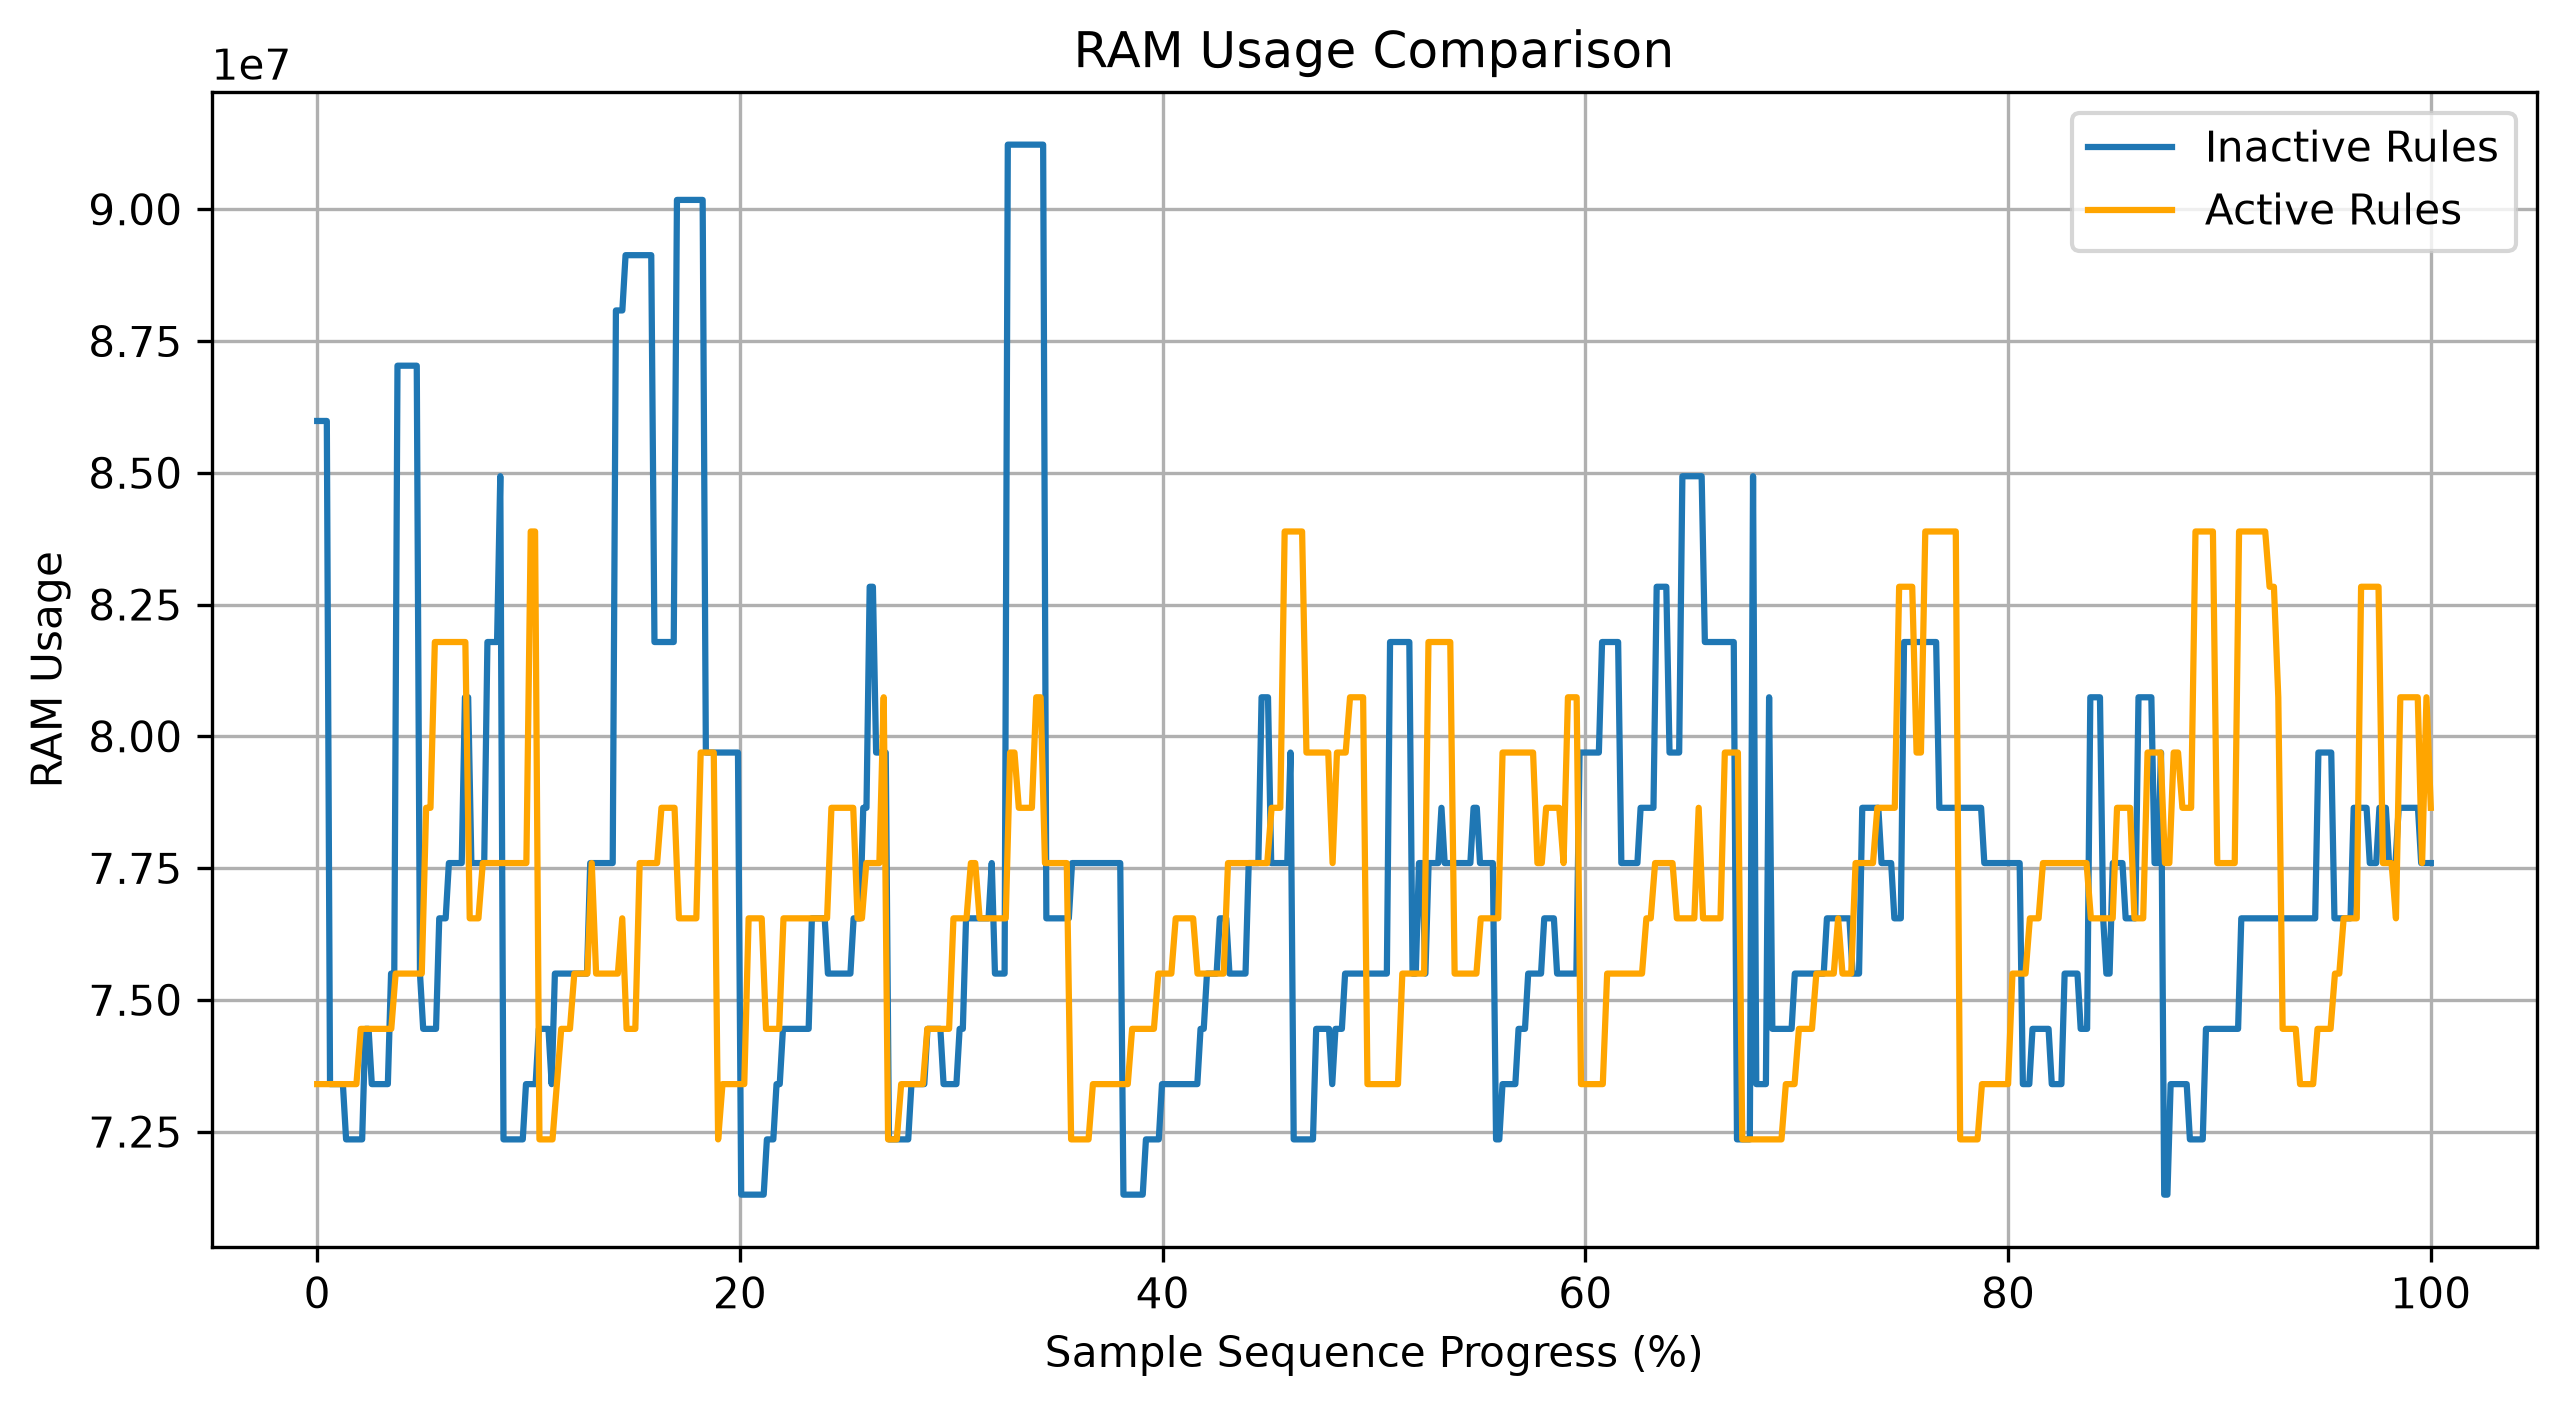 RAM Usage Comparison
1e7
Inactive Rules
Active Rules
9.00
8.75
8.50
8.25
8.00
7.75
7.50
7.25
RAM Usage
0 20 40 60 80 100
Sample Sequence Progress (%)